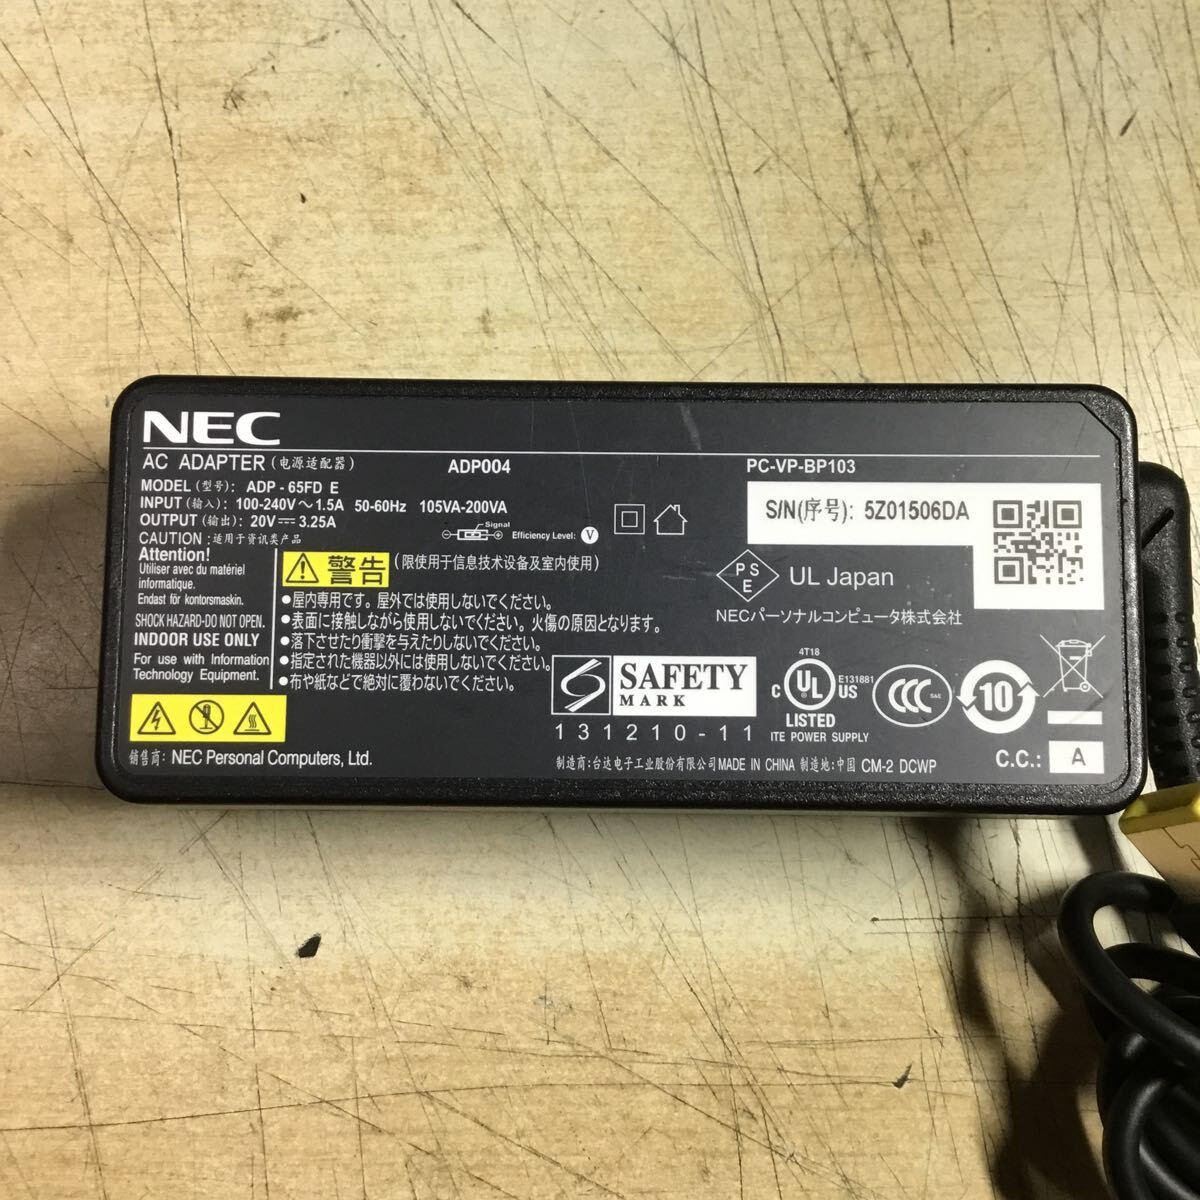 NEC
AC ADAPTER (电源适配器) ADP004 PC-VP-BP103
MODEL (型号): ADP - 65FD E
INPUT (输入): 100-240V～1.5A 50-60Hz 105VA-200VA
OUTPUT (输出): 20V⎓3.25A
CAUTION :适用于资讯类产品
Signal
Efficiency Level: V
S/N(序号): 5Z01506DA
Attention!
Utiliser avec du matériel
informatique.
Endast för kontorsmaskin.
SHOCK HAZARD-DO NOT OPEN.
INDOOR USE ONLY
For use with Information
Technology Equipment.
警告 (限使用于信息技术设备及室内使用)
●屋内専用です。屋外では使用しないでください。
●表面に接触しながら使用しないでください。火傷の原因となります。
●落下させたり衝撃を与えたりしないでください。
●指定された機器以外には使用しないでください。
●布や紙などで絶対に覆わないでください。
PSE UL Japan
NECパーソナルコンピュータ株式会社
SAFETY
MARK
131210-11
4T18
C UL US E131881
LISTED
ITE POWER SUPPLY
CCC S&E
10
销售商: NEC Personal Computers, Ltd.
制造商:台达电子工业股份有限公司MADE IN CHINA 制造地:中国 CM-2 DCWP
C.C.: A